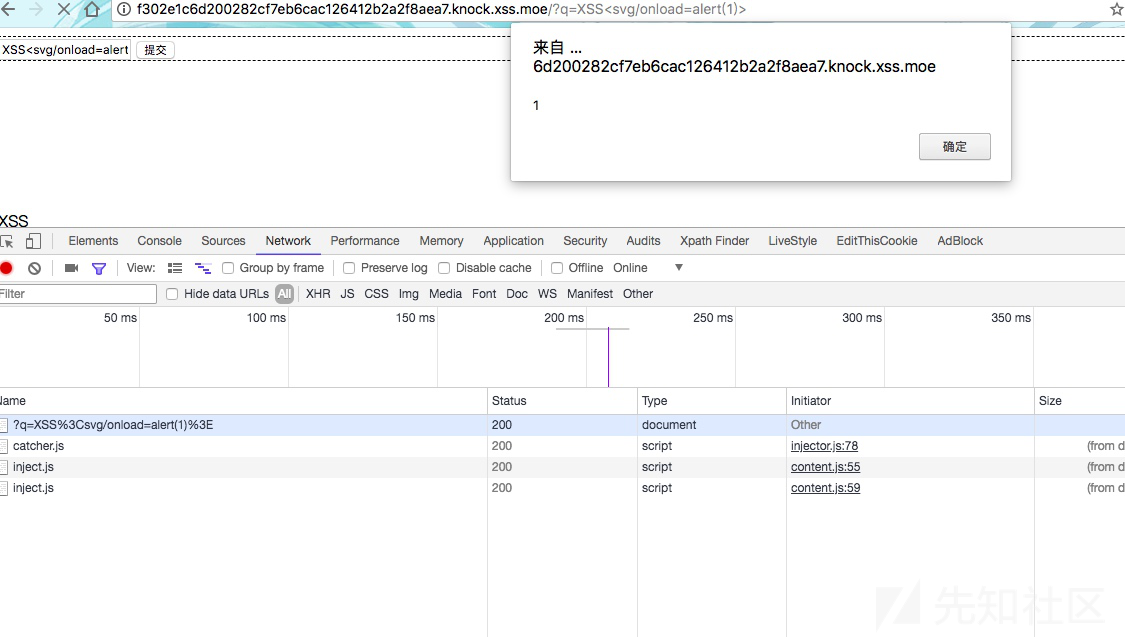 f302e1c6d200282cf7eb6cac126412b2a2f8aea7.knock.xss.moe/?q=XSS<svg/onload=alert(1)>
XSS<svg/onload=alert 提交
来自 ...
6d200282cf7eb6cac126412b2a2f8aea7.knock.xss.moe
1
确定
XSS
Elements Console Sources Network Performance Memory Application Security Audits Xpath Finder LiveStyle EditThisCookie AdBlock
View: Group by frame Preserve log Disable cache Offline Online
Filter Hide data URLs All XHR JS CSS Img Media Font Doc WS Manifest Other
50 ms 100 ms 150 ms 200 ms 250 ms 300 ms 350 ms
Name Status Type Initiator Size
?q=XSS%3Csvg/onload=alert(1)%3E 200 document Other
catcher.js 200 script injector.js:78 (from d
inject.js 200 script content.js:55 (from d
inject.js 200 script content.js:59 (from d
先知社区